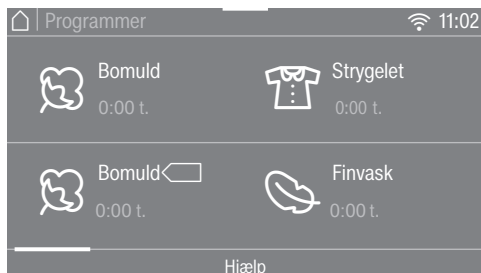 Programmer 11:02
Bomuld Strygelet
0:00 t. 0:00 t.
Bomuld Finvask
0:00 t. 0:00 t.
Hjælp